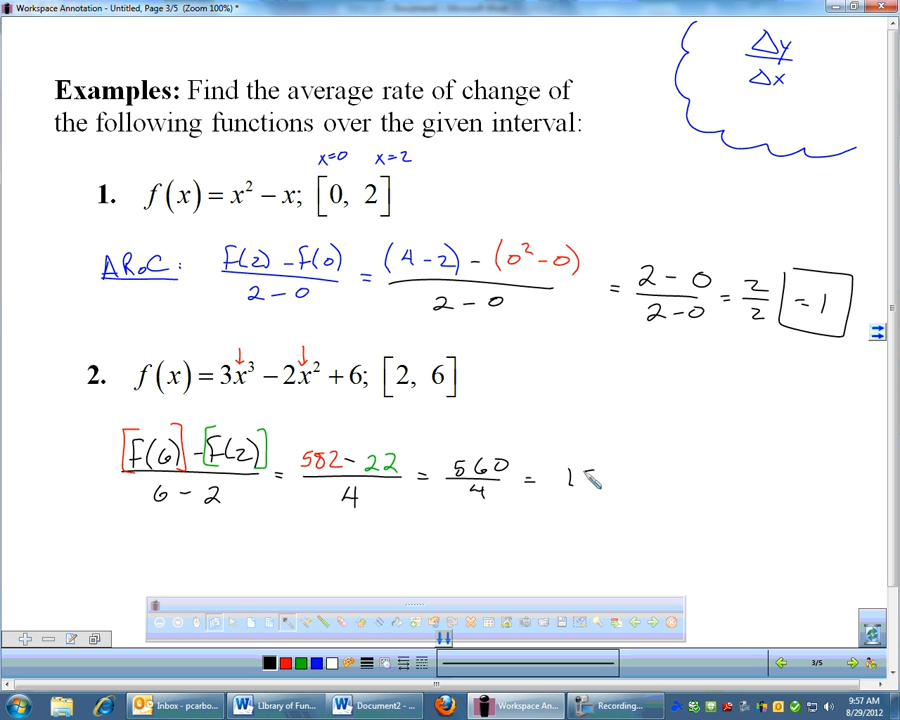 Workspace Annotation - Untitled, Page 3/5 (Zoom 100%) *
Δy
Δx
Examples: Find the average rate of change of
the following functions over the given interval:
x=0 x=2
1. f(x) = x² − x; [0, 2]
ARoC: f(2) - f(0) / 2 - 0 = (4 - 2) - (0² - 0) / 2 - 0 = 2 - 0 / 2 - 0 = 2/2 = 1
2. f(x) = 3x³ − 2x² + 6; [2, 6]
[f(6)] - [f(2)] / 6 - 2 = 582 - 22 / 4 = 560 / 4 =
3/5
Inbox - pcarbo...
LIbrary of Fun...
Document2 - ...
Workspace An...
Recording...
9:57 AM
8/29/2012